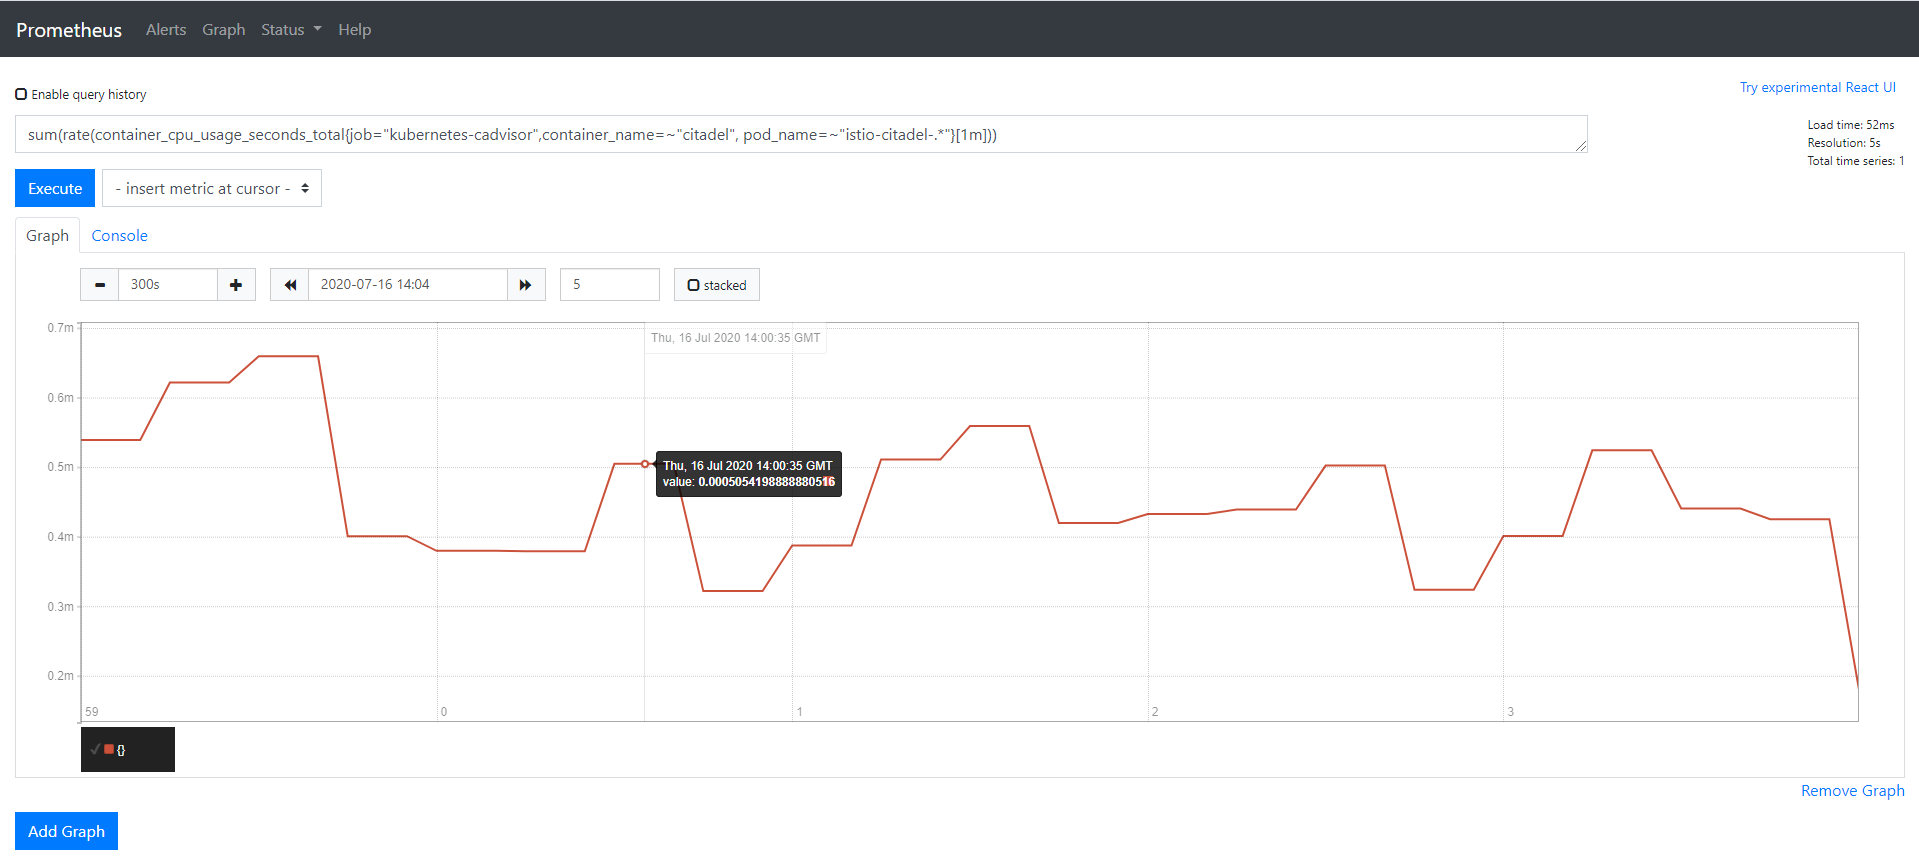 Prometheus Alerts Graph Status Help
Enable query history
Try experimental React UI
sum(rate(container_cpu_usage_seconds_total{job="kubernetes-cadvisor",container_name=~"citadel", pod_name=~"istio-citadel-.*"}[1m]))
Load time: 52ms
Resolution: 5s
Total time series: 1
Execute
- insert metric at cursor -
Graph Console
300s
2020-07-16 14:04
5
stacked
0.7m
0.6m
0.5m
0.4m
0.3m
0.2m
Thu, 16 Jul 2020 14:00:35 GMT
Thu, 16 Jul 2020 14:00:35 GMT
value: 0.0005054198888880516
59 0 1 2 3
{}
Remove Graph
Add Graph